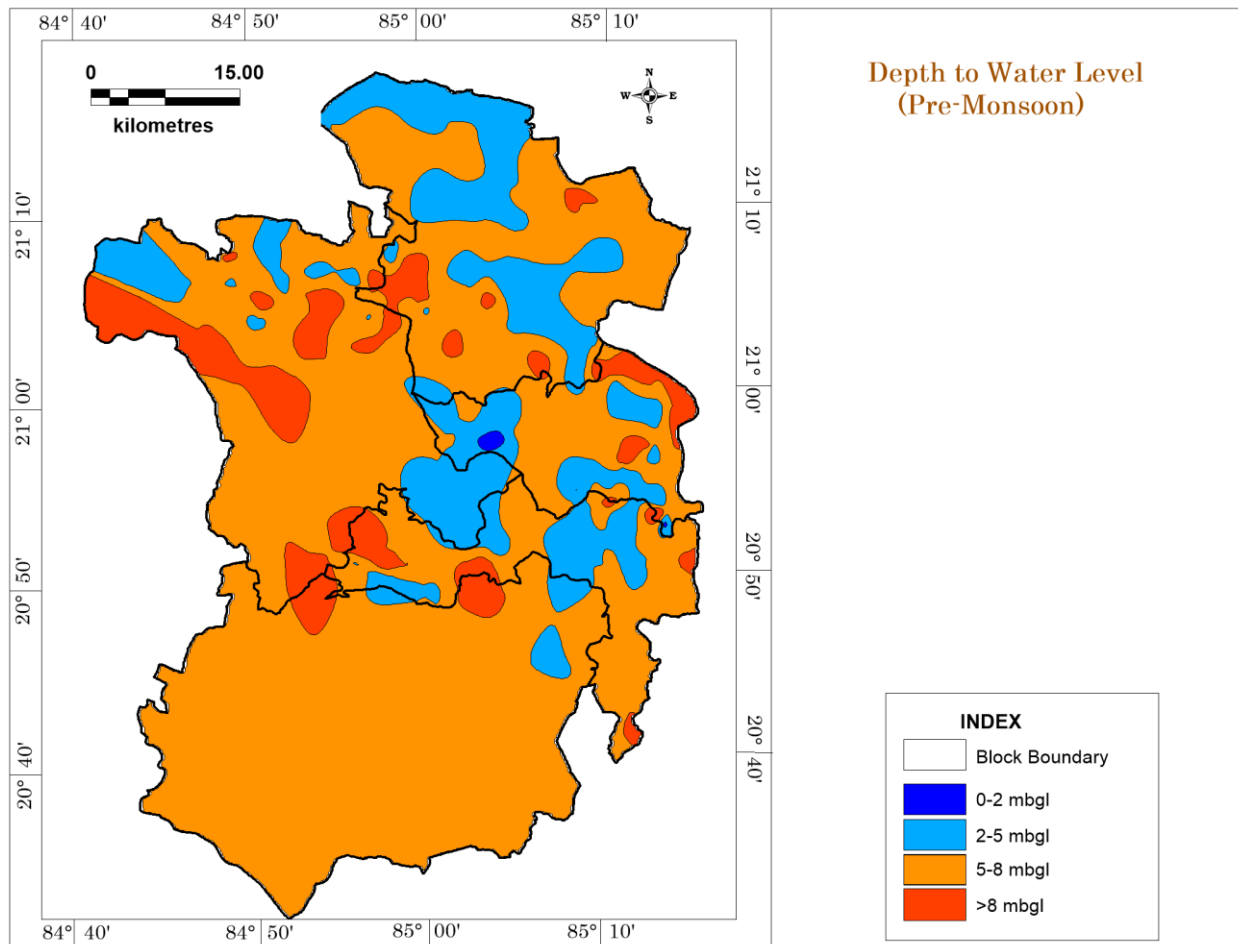 84° 40'
84° 50'
85° 00'
85° 10'
0
15.00
kilometres
N
W
E
S
Depth to Water Level
(Pre-Monsoon)
21° 10'
21° 10'
21° 00'
21° 00'
20° 50'
20° 50'
20° 40'
20° 40'
INDEX
Block Boundary
0-2 mbgl
2-5 mbgl
5-8 mbgl
>8 mbgl
84° 40'
84° 50'
85° 00'
85° 10'